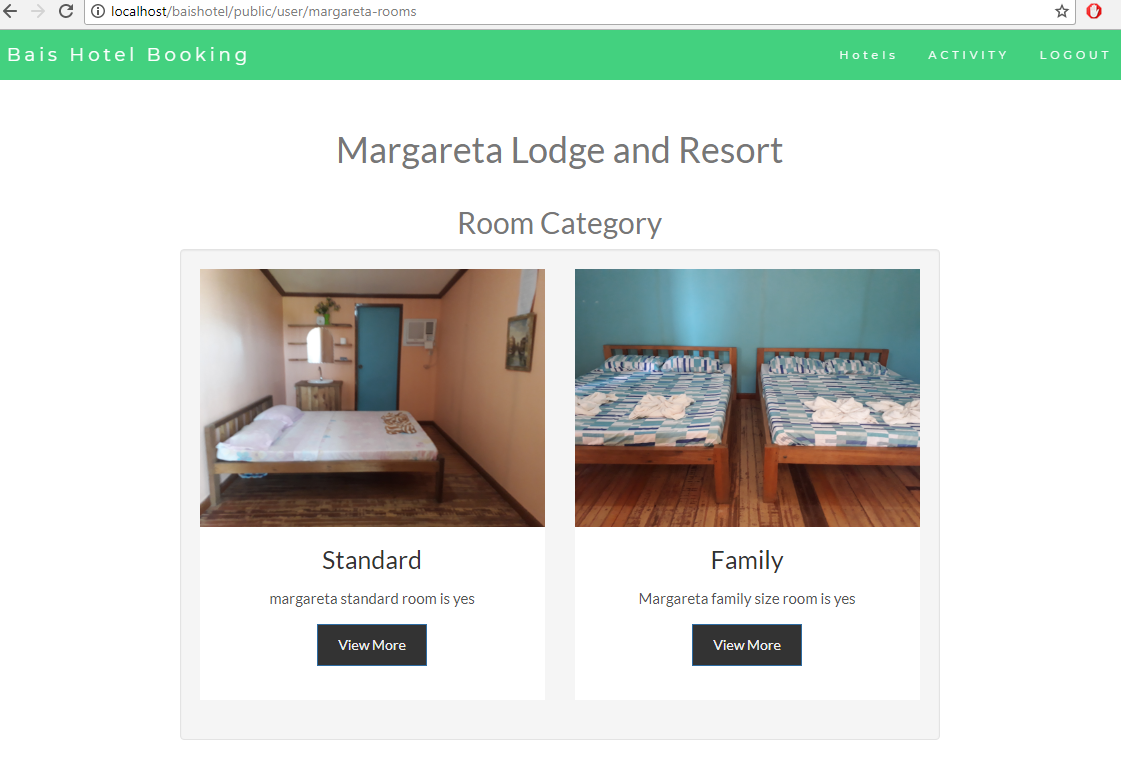 localhost/baishotel/public/user/margareta-rooms
Bais Hotel Booking
Hotels ACTIVITY LOGOUT
Margareta Lodge and Resort
Room Category
Standard
margareta standard room is yes
View More
Family
Margareta family size room is yes
View More